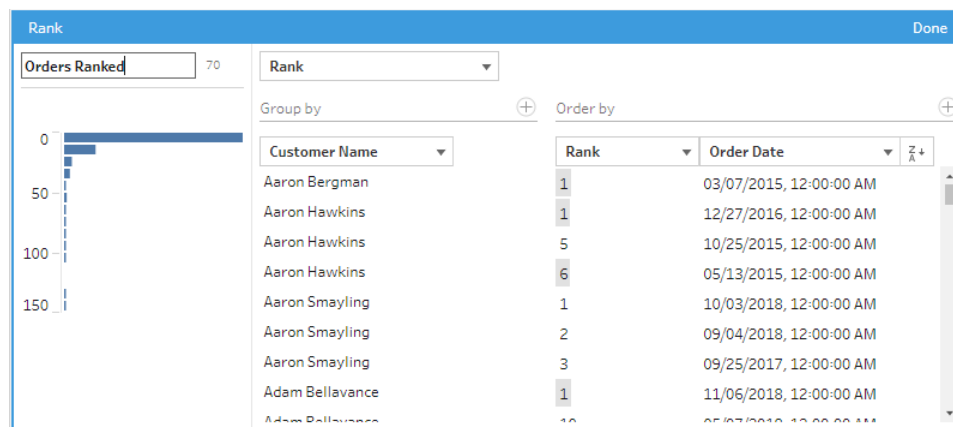 Rank Done
Orders Ranked 70
Rank
Group by Order by
Customer Name Rank Order Date
Aaron Bergman 1 03/07/2015, 12:00:00 AM
Aaron Hawkins 1 12/27/2016, 12:00:00 AM
Aaron Hawkins 5 10/25/2015, 12:00:00 AM
Aaron Hawkins 6 05/13/2015, 12:00:00 AM
Aaron Smayling 1 10/03/2018, 12:00:00 AM
Aaron Smayling 2 09/04/2018, 12:00:00 AM
Aaron Smayling 3 09/25/2017, 12:00:00 AM
Adam Bellavance 1 11/06/2018, 12:00:00 AM
Adam Bellavance
0
50
100
150
Z
A